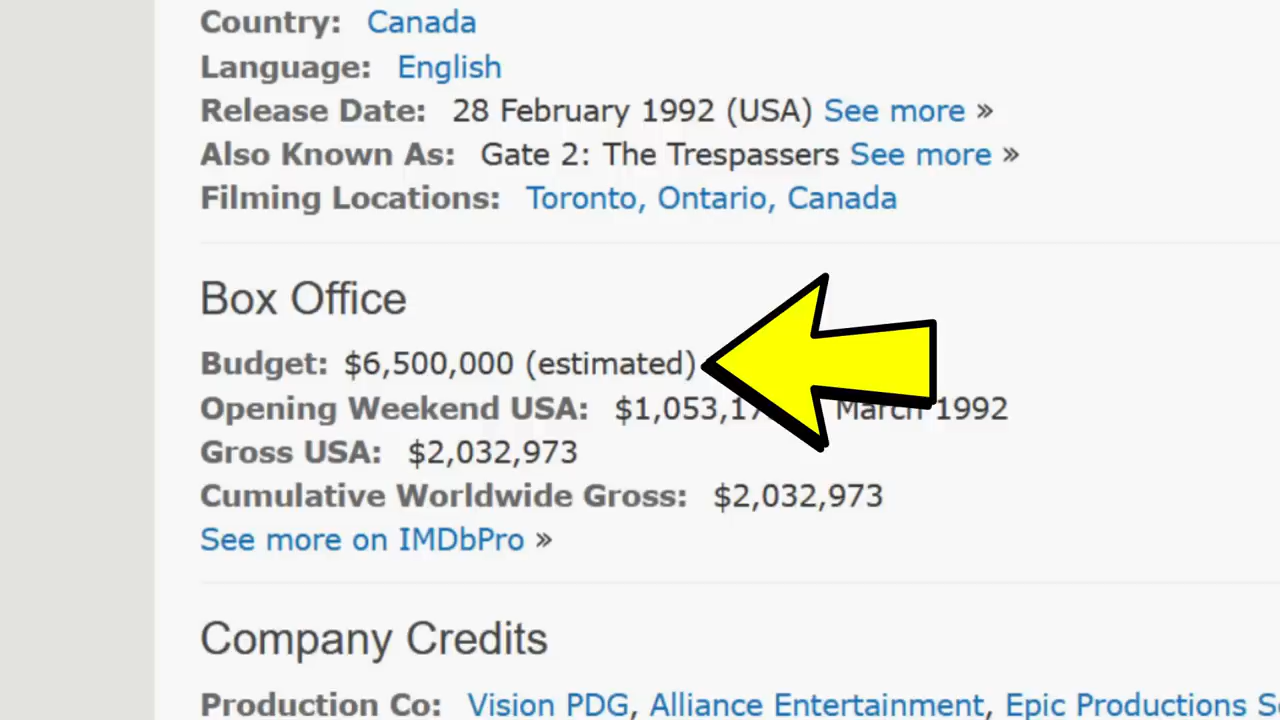 Country: Canada
Language: English
Release Date: 28 February 1992 (USA) See more »
Also Known As: Gate 2: The Trespassers See more »
Filming Locations: Toronto, Ontario, Canada
Box Office
Budget: $6,500,000 (estimated)
Opening Weekend USA: March 1992
Gross USA: $2,032,973
Cumulative Worldwide Gross: $2,032,973
See more on IMDbPro »
Company Credits
Production Co: Vision PDG, Alliance Entertainment, Epic Productions